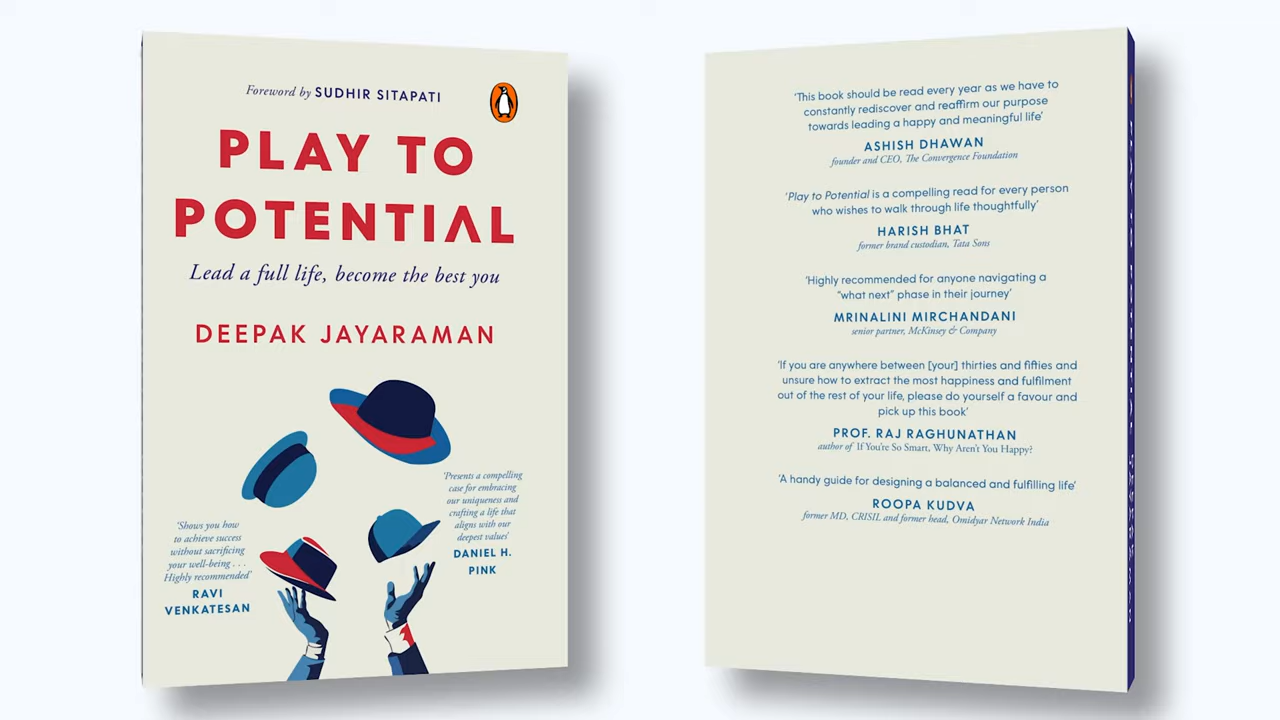 Foreword by SUDHIR SITAPATI
PLAY TO
POTENTIAL
Lead a full life, become the best you
DEEPAK JAYARAMAN
'Presents a compelling
case for embracing
our uniqueness and
crafting a life that
aligns with our
deepest values'
DANIEL H.
PINK
'Shows you how
to achieve success
without sacrificing
your well-being . . .
Highly recommended'
RAVI
VENKATESAN
'This book should be read every year as we have to
constantly rediscover and reaffirm our purpose
towards leading a happy and meaningful life'
ASHISH DHAWAN
founder and CEO, The Convergence Foundation
'Play to Potential is a compelling read for every person
who wishes to walk through life thoughtfully'
HARISH BHAT
former brand custodian, Tata Sons
'Highly recommended for anyone navigating a
"what next" phase in their journey'
MRINALINI MIRCHANDANI
senior partner, McKinsey & Company
'If you are anywhere between [your] thirties and fifties and
unsure how to extract the most happiness and fulfilment
out of the rest of your life, please do yourself a favour and
pick up this book'
PROF. RAJ RAGHUNATHAN
author of If You're So Smart, Why Aren't You Happy?
'A handy guide for designing a balanced and fulfilling life'
ROOPA KUDVA
former MD, CRISIL and former head, Omidyar Network India
PLAY TO POTENTIAL